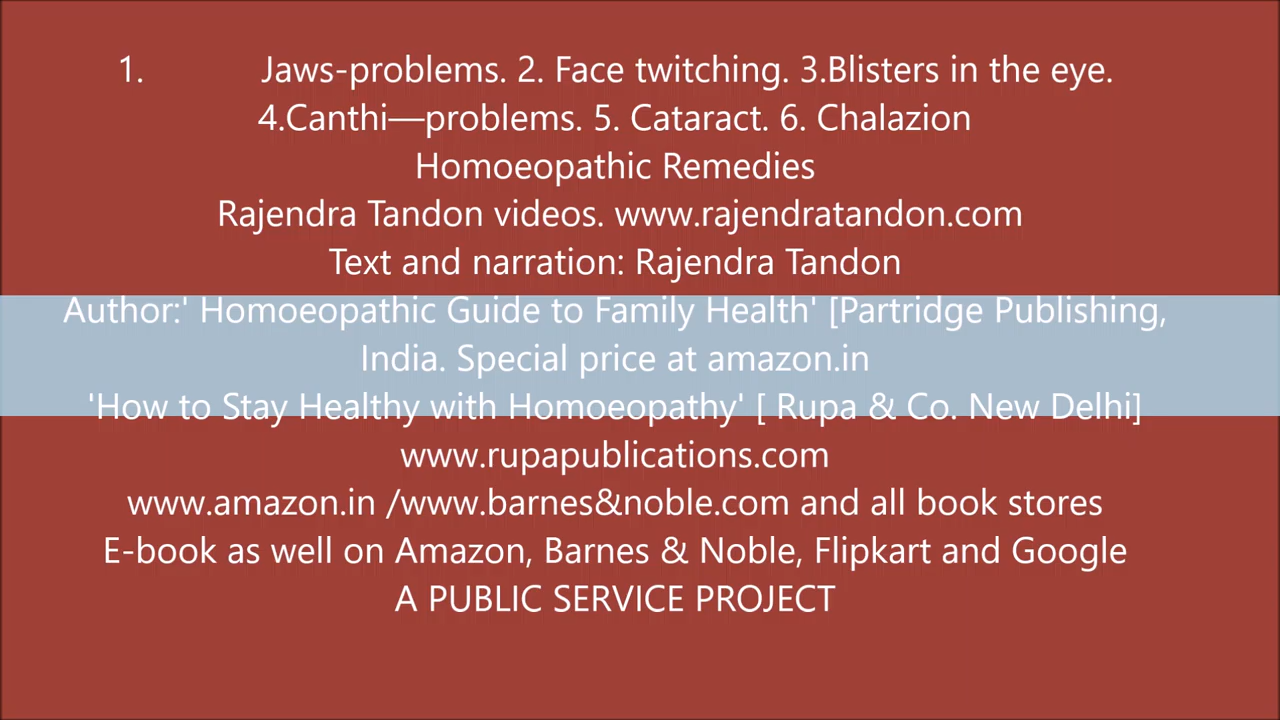 1. Jaws-problems. 2. Face twitching. 3.Blisters in the eye.
4.Canthi—problems. 5. Cataract. 6. Chalazion
Homoeopathic Remedies
Rajendra Tandon videos. www.rajendratandon.com
Text and narration: Rajendra Tandon
Author:' Homoeopathic Guide to Family Health' [Partridge Publishing,
India. Special price at amazon.in
'How to Stay Healthy with Homoeopathy' [ Rupa & Co. New Delhi]
www.rupapublications.com
www.amazon.in /www.barnes&noble.com and all book stores
E-book as well on Amazon, Barnes & Noble, Flipkart and Google
A PUBLIC SERVICE PROJECT